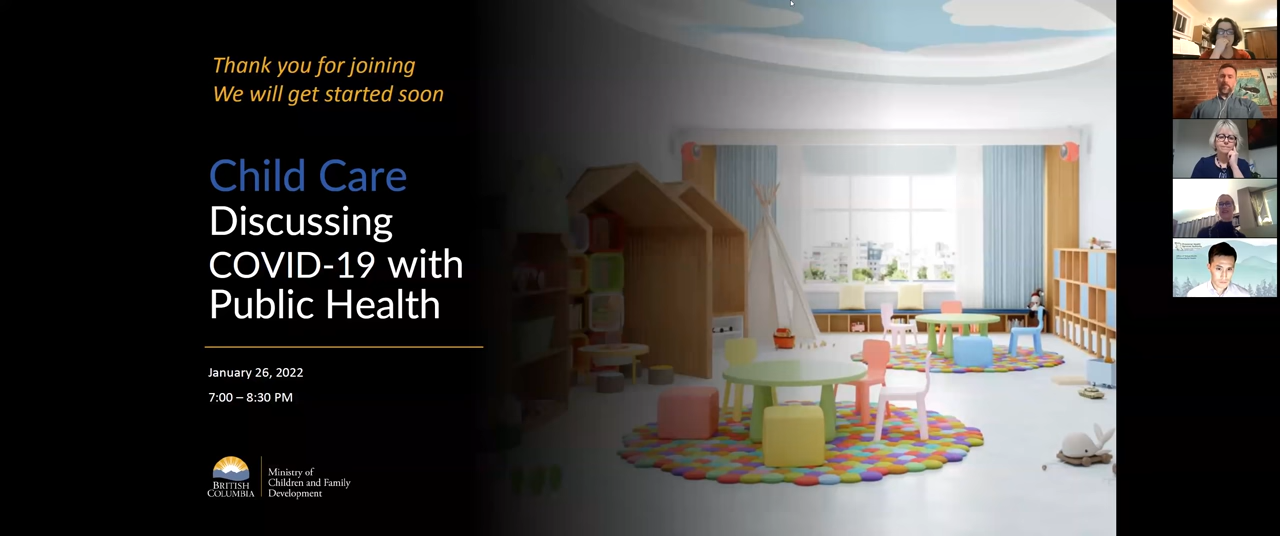 Thank you for joining
We will get started soon
Child Care
Discussing
COVID-19 with
Public Health
January 26, 2022
7:00 – 8:30 PM
BRITISH
COLUMBIA
Ministry of
Children and Family
Development